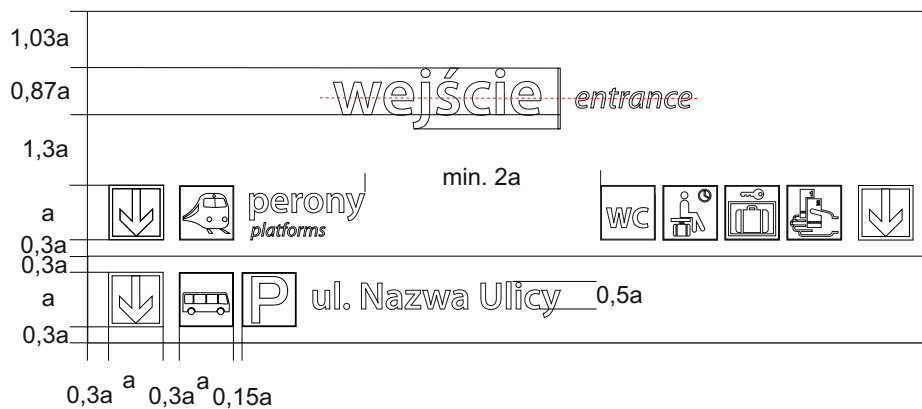 1,03a
0,87a
wejście entrance
1,3a
min. 2a
a
perony
WC
platforms
0,3a
0,3a
a
P ul. Nazwa Ulicy 0,5a
0,3a
0,3a a 0,3a a 0,15a